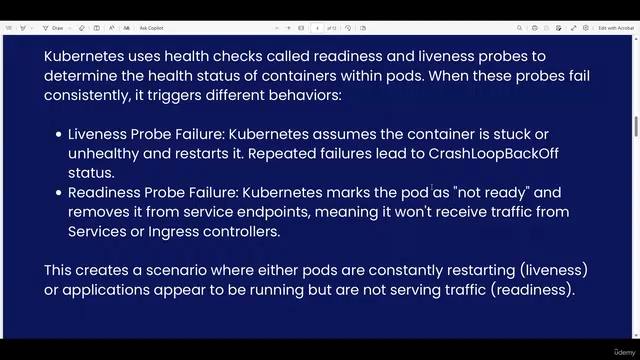 Draw
Ask Copilot
4
of 12
Edit with Acrobat
Kubernetes uses health checks called readiness and liveness probes to
determine the health status of containers within pods. When these probes fail
consistently, it triggers different behaviors:
• Liveness Probe Failure: Kubernetes assumes the container is stuck or
unhealthy and restarts it. Repeated failures lead to CrashLoopBackOff
status.
• Readiness Probe Failure: Kubernetes marks the pod as "not ready" and
removes it from service endpoints, meaning it won't receive traffic from
Services or Ingress controllers.
This creates a scenario where either pods are constantly restarting (liveness)
or applications appear to be running but are not serving traffic (readiness).
udemy